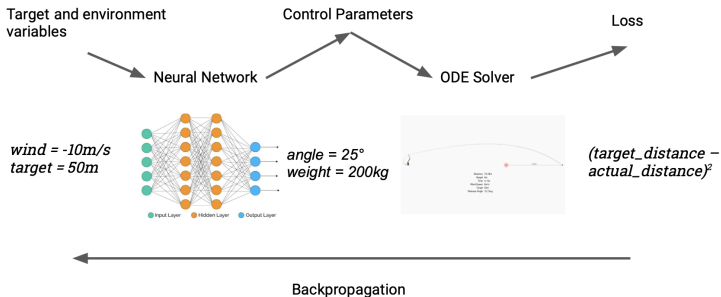 Target and environment
variables
Control Parameters
Loss
Neural Network
ODE Solver
wind = -10m/s
target = 50m
angle = 25°
weight = 200kg
(target_distance –
actual_distance)²
Input Layer
Hidden Layer
Output Layer
Backpropagation